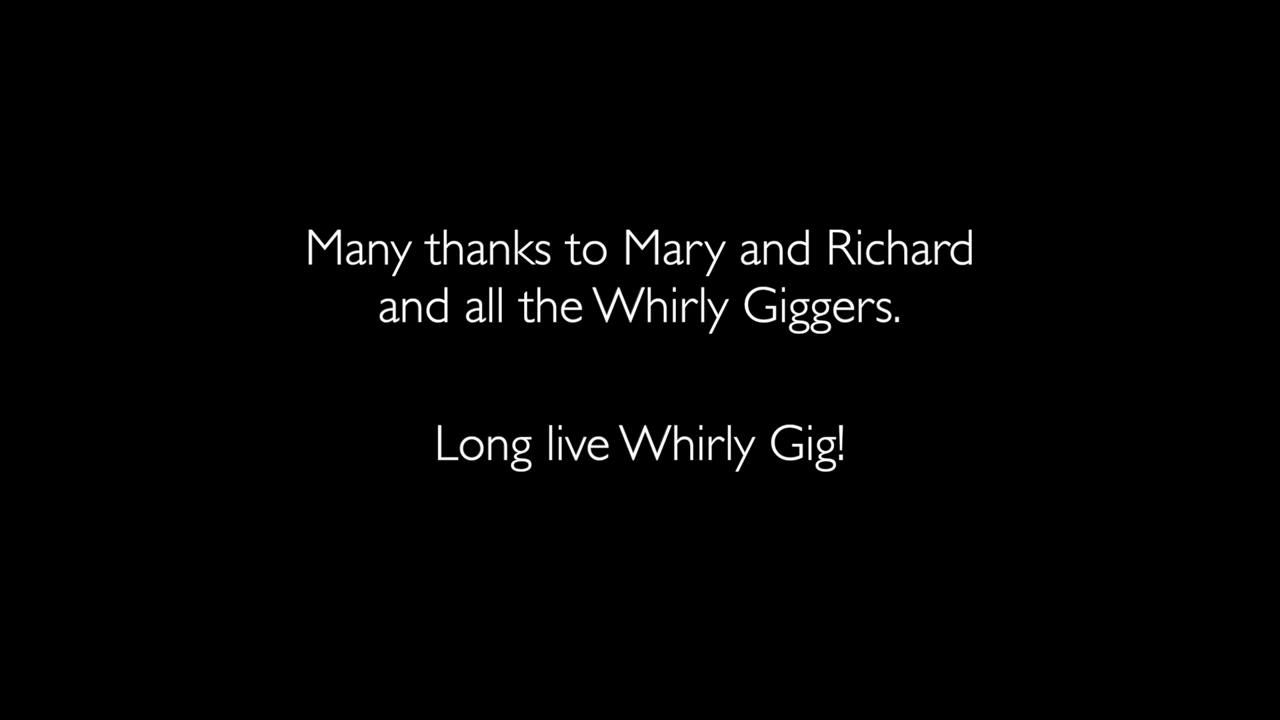 Many thanks to Mary and Richard
and all the Whirly Giggers.
Long live Whirly Gig!